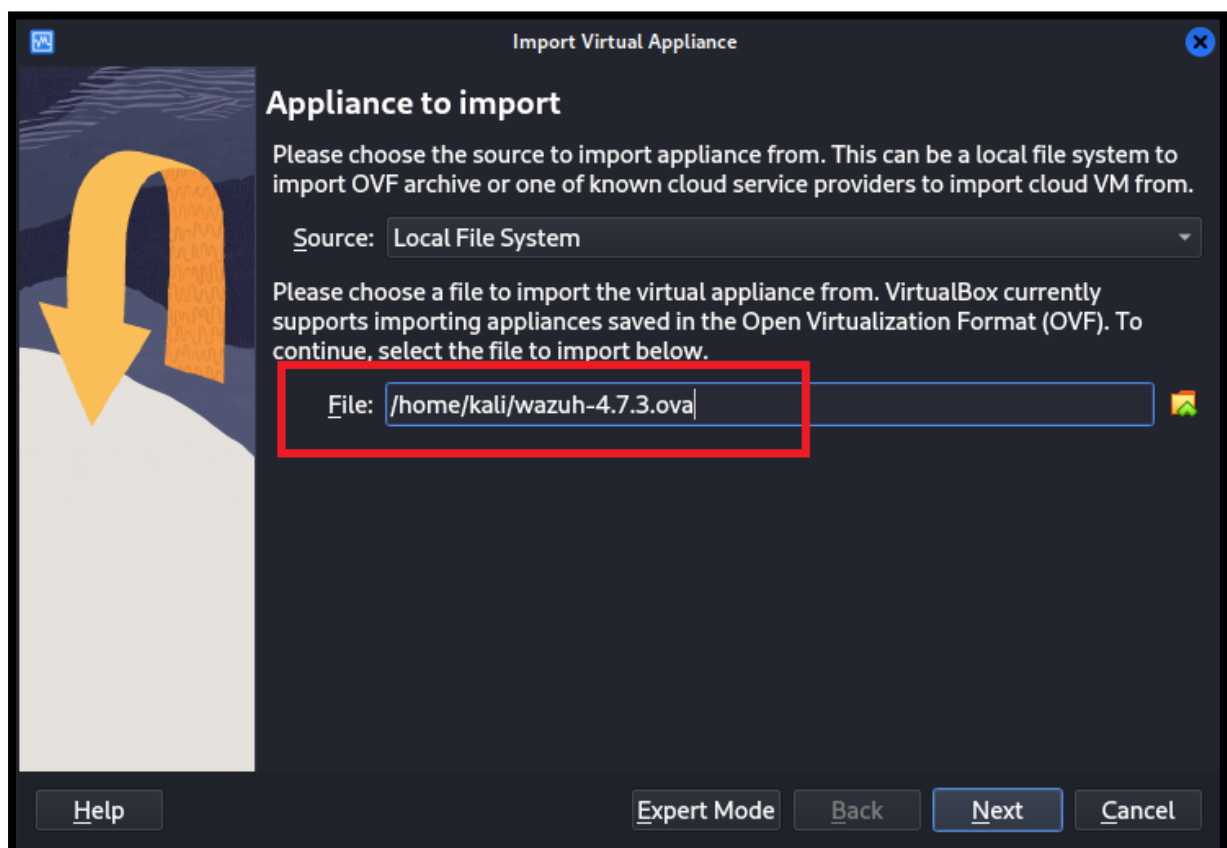 Import Virtual Appliance
Appliance to import
Please choose the source to import appliance from. This can be a local file system to
import OVF archive or one of known cloud service providers to import cloud VM from.
Source: Local File System
Please choose a file to import the virtual appliance from. VirtualBox currently
supports importing appliances saved in the Open Virtualization Format (OVF). To
continue, select the file to import below.
File: /home/kali/wazuh-4.7.3.ova
Help Expert Mode Back Next Cancel